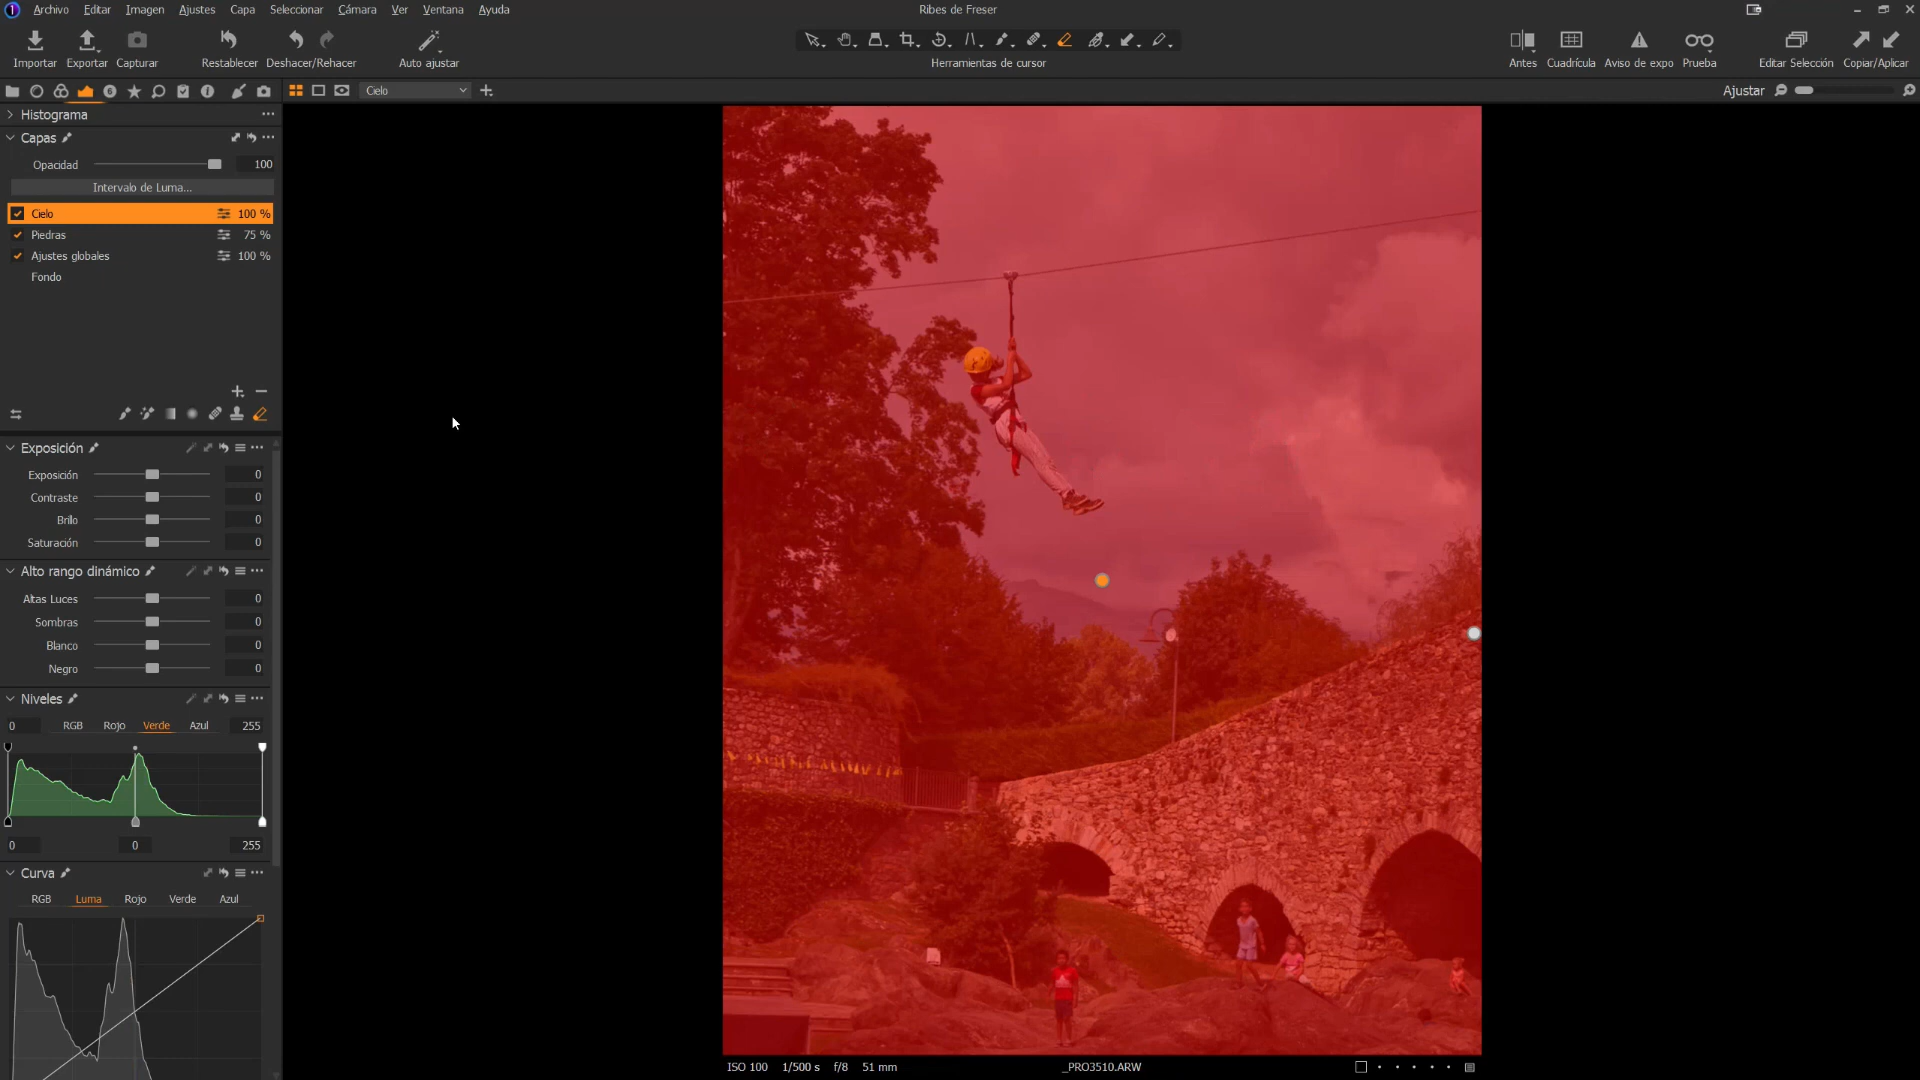 Archivo Editar Imagen Ajustes Capa Seleccionar Cámara Ver Ventana Ayuda Ribes de Freser
Importar Exportar Capturar Restablecer Deshacer/Rehacer Auto ajustar Herramientas de cursor Antes Cuadrícula Aviso de expo Prueba Editar Selección Copiar/Aplicar
Cielo Ajustar
Histograma
Capas
Opacidad 100
Intervalo de Luma...
Cielo 100 %
Piedras 75 %
Ajustes globales 100 %
Fondo
Exposición
Exposición 0
Contraste 0
Brillo 0
Saturación 0
Alto rango dinámico
Altas Luces 0
Sombras 0
Blanco 0
Negro 0
Niveles
0 RGB Rojo Verde Azul 255
0 0 255
Curva
RGB Luma Rojo Verde Azul
ISO 100 1/500 s f/8 51 mm _PRO3510.ARW